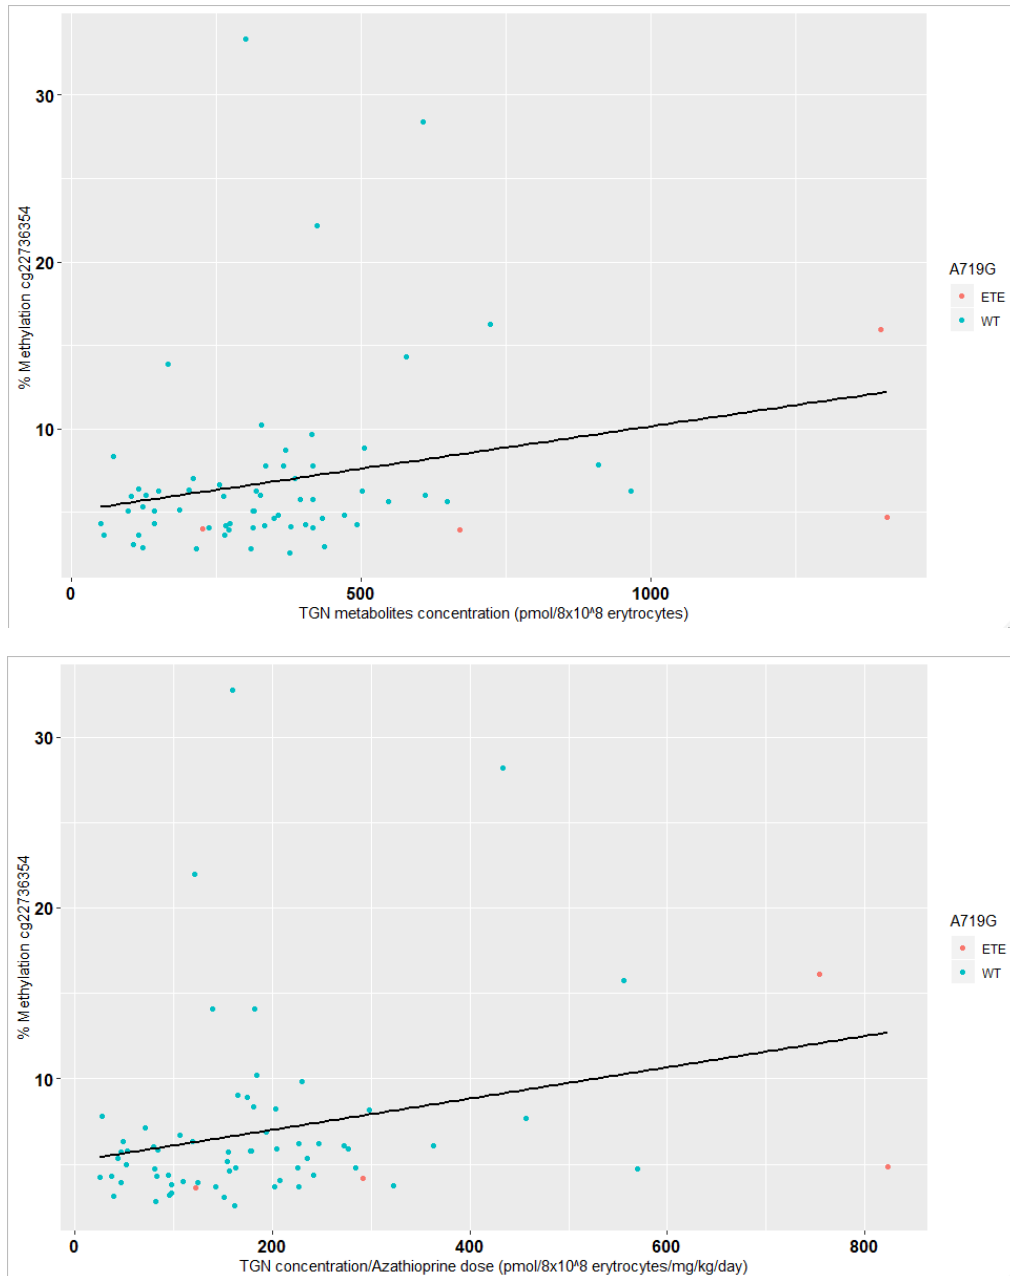 30
20
10
% Methylation cg22736354
0
500
1000
TGN metabolites concentration (pmol/8x10^8 erytrocytes)
A719G
ETE
WT
30
20
10
% Methylation cg22736354
0
200
400
600
800
TGN concentration/Azathioprine dose (pmol/8x10^8 erytrocytes/mg/kg/day)
A719G
ETE
WT